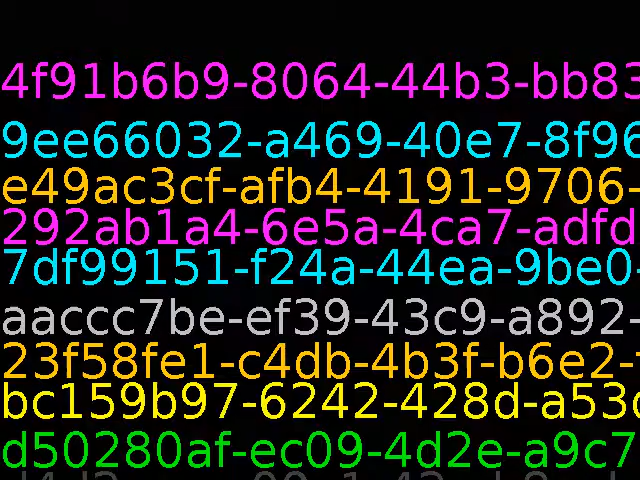 4f91b6b9-8064-44b3-bb83
9ee66032-a469-40e7-8f96
e49ac3cf-afb4-4191-9706-
292ab1a4-6e5a-4ca7-adfd
7df99151-f24a-44ea-9be0-
aaccc7be-ef39-43c9-a892-
23f58fe1-c4db-4b3f-b6e2-
bc159b97-6242-428d-a53d
d50280af-ec09-4d2e-a9c7